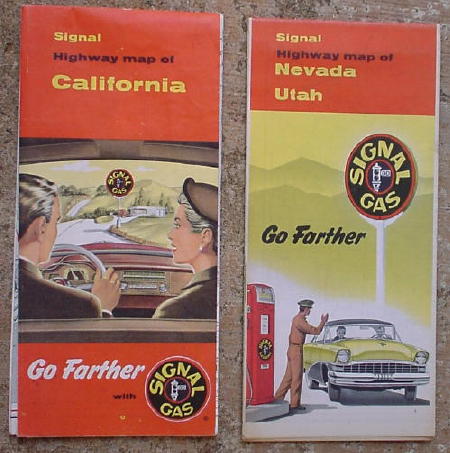 Signal
Highway map of
California
SIGNAL
GAS
Go Farther
with
SIGNAL
GAS
Signal
Highway map of
Nevada
Utah
SIGNAL
GAS
Go Farther